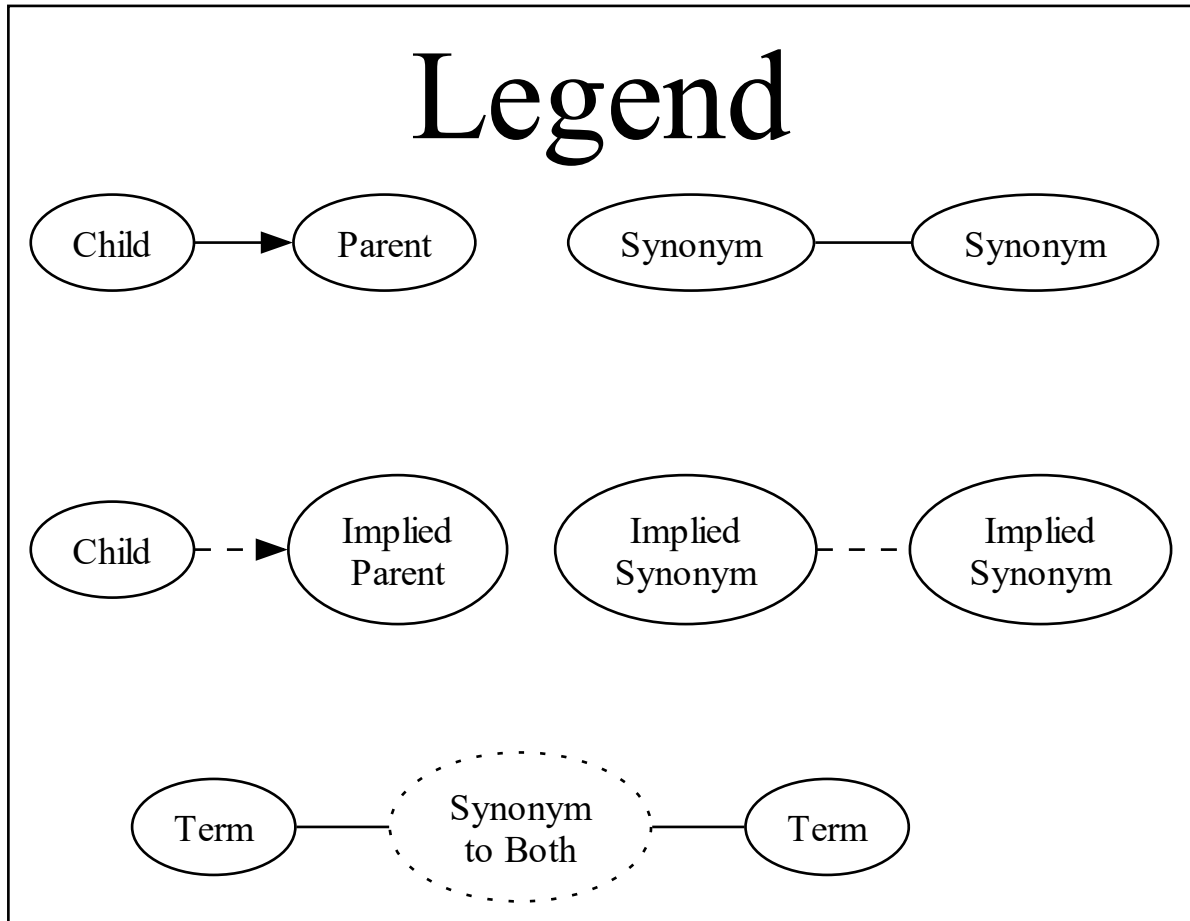 Legend
Child
Parent
Synonym
Synonym
Child
Implied
Parent
Implied
Synonym
Implied
Synonym
Term
Synonym
to Both
Term